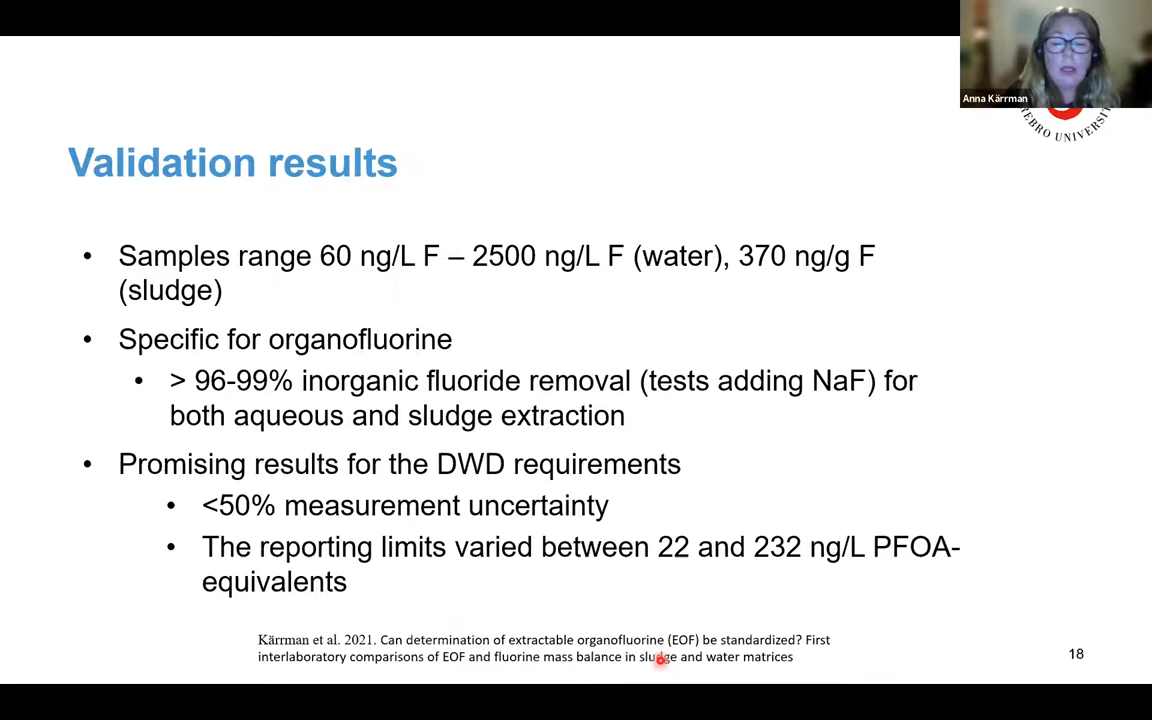 Anna Kärrman
REBRO UNIVERSIT
Validation results
• Samples range 60 ng/L F – 2500 ng/L F (water), 370 ng/g F
(sludge)
• Specific for organofluorine
• > 96-99% inorganic fluoride removal (tests adding NaF) for
both aqueous and sludge extraction
• Promising results for the DWD requirements
• <50% measurement uncertainty
• The reporting limits varied between 22 and 232 ng/L PFOA-
equivalents
Kärrman et al. 2021. Can determination of extractable organofluorine (EOF) be standardized? First
interlaboratory comparisons of EOF and fluorine mass balance in sludge and water matrices
18